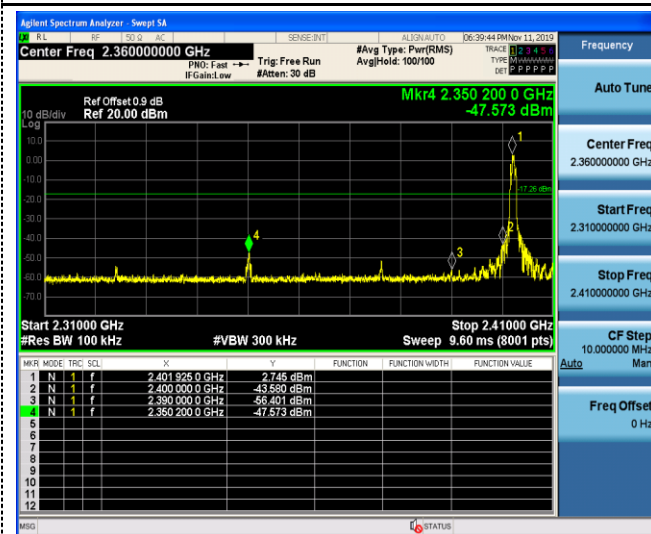 Agilent Spectrum Analyzer - Swept SA
RL RF 50 Ω AC SENSE:INT ALIGNAUTO 06:39:44 PM Nov 11, 2019
Center Freq 2.360000000 GHz
PNO: Fast
IFGain:Low
Trig: Free Run
#Atten: 30 dB
#Avg Type: Pwr(RMS)
Avg|Hold: 100/100
TRACE 1 2 3 4 5 6
TYPE M
DET P P P P P
Frequency
Auto Tune
Center Freq
2.360000000 GHz
Start Freq
2.310000000 GHz
Stop Freq
2.410000000 GHz
CF Step
10.000000 MHz
Auto Man
Freq Offset
0 Hz
Ref Offset 0.9 dB
10 dB/div Ref 20.00 dBm
Log
Mkr4 2.350 200 0 GHz
-47.573 dBm
10.0
0.00
-10.0
-20.0
-30.0
-40.0
-50.0
-60.0
-70.0
1
-17.26 dBm
2
3
4
Start 2.31000 GHz Stop 2.41000 GHz
#Res BW 100 kHz #VBW 300 kHz Sweep 9.60 ms (8001 pts)
MKR MODE TRC SCL X Y FUNCTION FUNCTION WIDTH FUNCTION VALUE
1 N 1 f 2.401 925 0 GHz 2.745 dBm
2 N 1 f 2.400 000 0 GHz -43.580 dBm
3 N 1 f 2.390 000 0 GHz -56.401 dBm
4 N 1 f 2.350 200 0 GHz -47.573 dBm
5
6
7
8
9
10
11
12
MSG STATUS